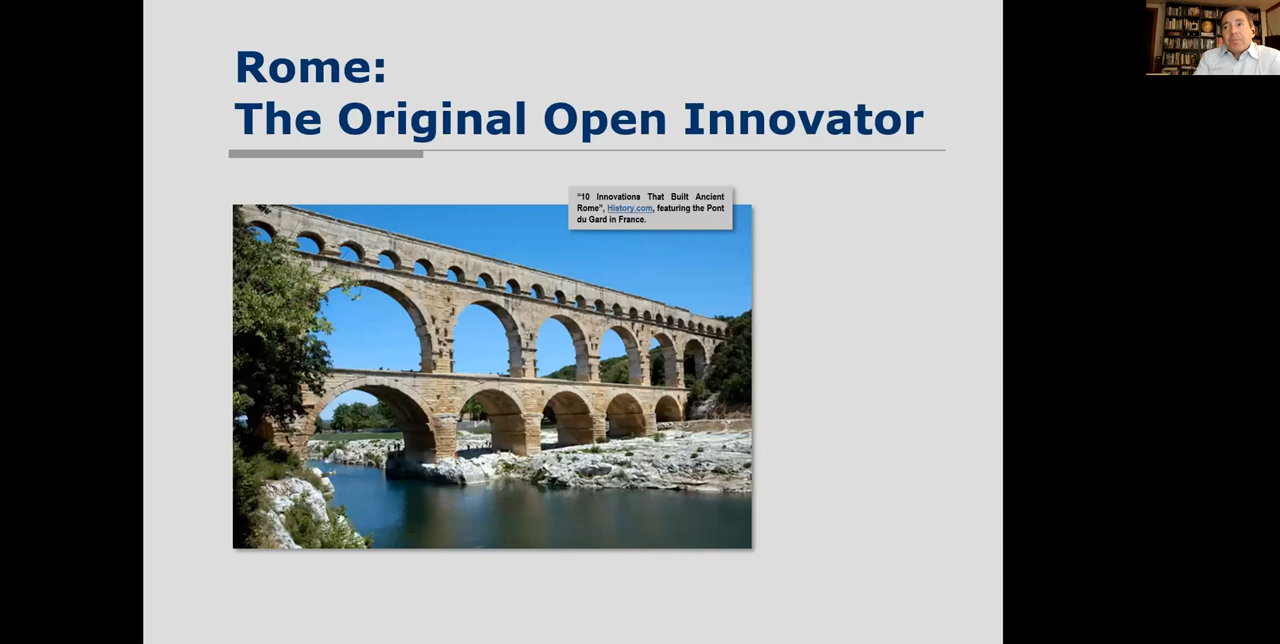 Rome:
The Original Open Innovator
“10 Innovations That Built Ancient
Rome”, History.com, featuring the Pont
du Gard in France.